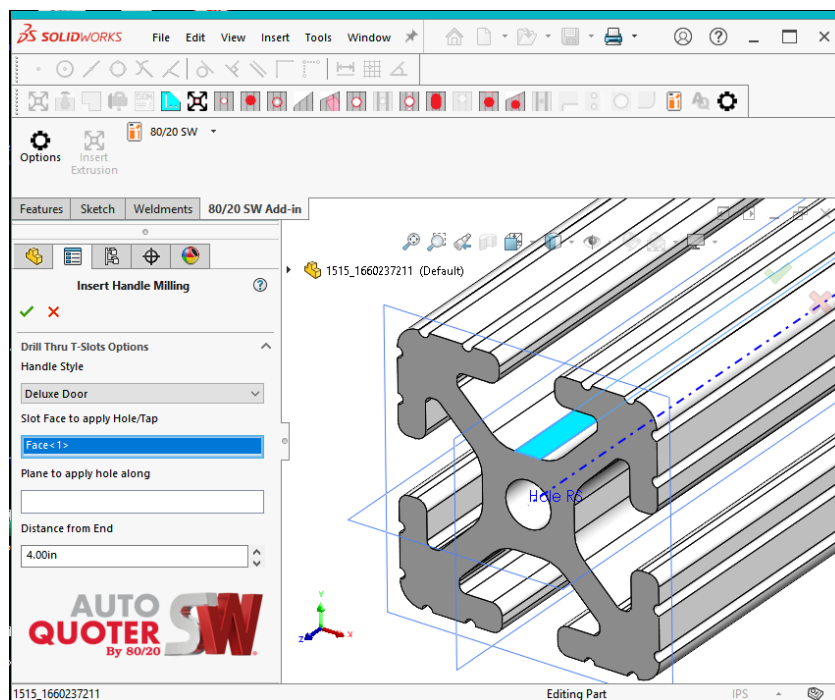 SOLIDWORKS File Edit View Insert Tools Window
80/20 SW
Options
Insert
Extrusion
Features Sketch Weldments 80/20 SW Add-in
Insert Handle Milling
1515_1660237211 (Default)
Drill Thru T-Slots Options
Handle Style
Deluxe Door
Slot Face to apply Hole/Tap
Face<1>
Plane to apply hole along
Distance from End
4.00in
Hole RS
AUTO
QUOTER
By 80/20
SW
Y
X
Z
1515_1660237211 Editing Part IPS